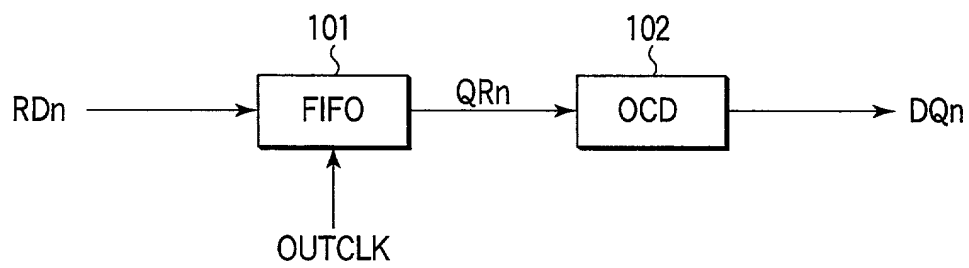 101
102
RDn
FIFO
QRn
OCD
DQn
OUTCLK